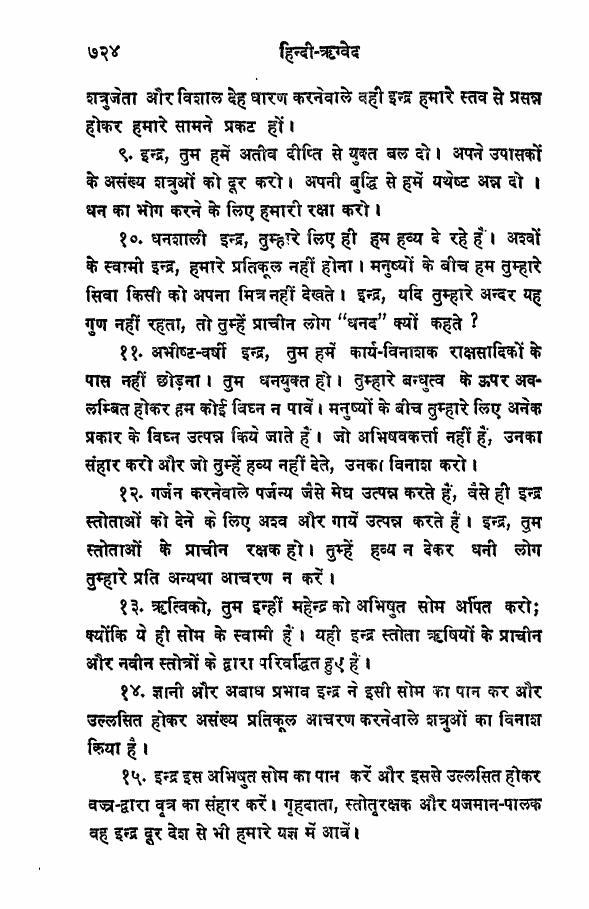 ७२४ हिन्दी-ऋग्वेद
शत्रुजेता और विशाल देह धारण करनेवाले वही इन्द्र हमारे स्तव से प्रसन्न
होकर हमारे सामने प्रकट हों।
९. इन्द्र, तुम हमें अतीव दीप्ति से युक्त बल दो। अपने उपासकों
के असंख्य शत्रुओं को दूर करो। अपनी बुद्धि से हमें यथेष्ट अन्न दो ।
धन का भोग करने के लिए हमारी रक्षा करो।
१०. धनशाली इन्द्र, तुम्हारे लिए ही हम हव्य दे रहे हैं। अश्वों
के स्वामी इन्द्र, हमारे प्रतिकूल नहीं होना। मनुष्यों के बीच हम तुम्हारे
सिवा किसी को अपना मित्र नहीं देखते। इन्द्र, यदि तुम्हारे अन्दर यह
गुण नहीं रहता, तो तुम्हें प्राचीन लोग “धनद” क्यों कहते ?
११. अभीष्ट-वर्षी इन्द्र, तुम हमें कार्य-विनाशक राक्षसादिकों के
पास नहीं छोड़ना। तुम धनयुक्त हो। तुम्हारे बन्धुत्व के ऊपर अव-
लम्बित होकर हम कोई विघ्न न पावें। मनुष्यों के बीच तुम्हारे लिए अनेक
प्रकार के विघ्न उत्पन्न किये जाते हैं। जो अभिषवकर्त्ता नहीं हैं, उनका
संहार करो और जो तुम्हें हव्य नहीं देते, उनका विनाश करो।
१२. गर्जन करनेवाले पर्जन्य जैसे मेघ उत्पन्न करते हैं, वैसे ही इन्द्र
स्तोताओं को देने के लिए अश्व और गायें उत्पन्न करते हैं। इन्द्र, तुम
स्तोताओं के प्राचीन रक्षक हो। तुम्हें हव्य न देकर धनी लोग
तुम्हारे प्रति अन्यथा आचरण न करें।
१३. ऋत्विको, तुम इन्हीं महेन्द्र को अभिषुत सोम अर्पित करो;
क्योंकि ये ही सोम के स्वामी हैं। यही इन्द्र स्तोता ऋषियों के प्राचीन
और नवीन स्तोत्रों के द्वारा परिवर्द्धित हुए हैं।
१४. ज्ञानी और अबाध प्रभाव इन्द्र ने इसी सोम का पान कर और
उल्लसित होकर असंख्य प्रतिकूल आचरण करनेवाले शत्रुओं का विनाश
किया है।
१५. इन्द्र इस अभिषुत सोम का पान करें और इससे उल्लसित होकर
वज्र-द्वारा वृत्र का संहार करें। गृहदाता, स्तोतृरक्षक और यजमान-पालक
वह इन्द्र दूर देश से भी हमारे यज्ञ में आवें।